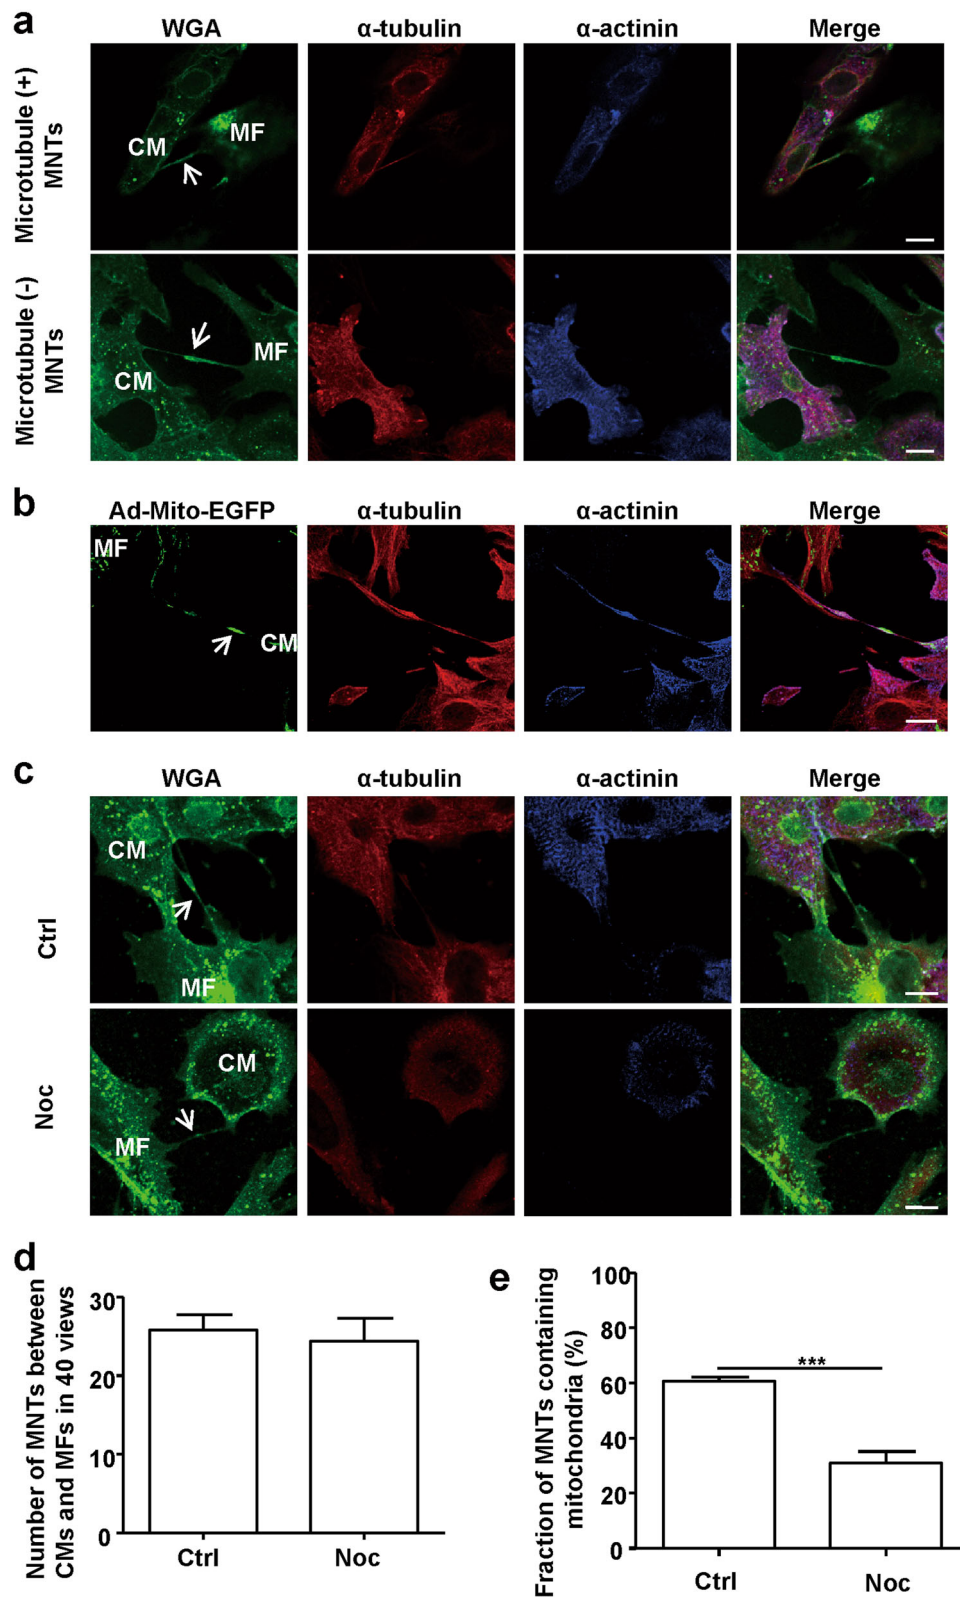 a
WGA α-tubulin α-actinin Merge
Microtubule (+)
MNTs
CM MF
Microtubule (-)
MNTs
CM MF
b
Ad-Mito-EGFP α-tubulin α-actinin Merge
MF
CM
c
WGA α-tubulin α-actinin Merge
Ctrl
CM
MF
Noc
CM
MF
d
Number of MNTs between
CMs and MFs in 40 views
30
20
10
0
Ctrl Noc
e
Fraction of MNTs containing
mitochondria (%)
100
80
60
40
20
0
***
Ctrl Noc